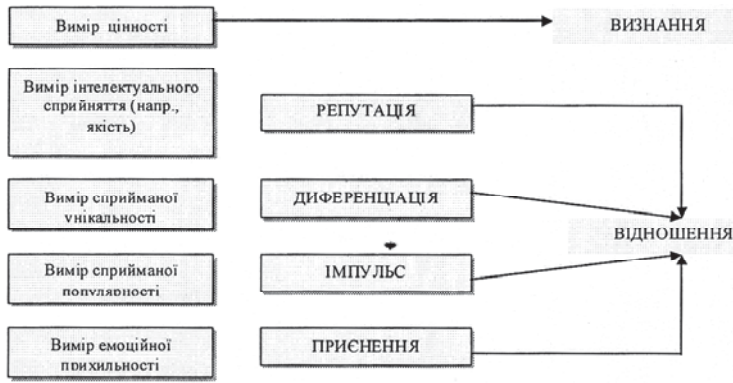 Вимір цінності
ВИЗНАННЯ
Вимір інтелектуального
сприйняття (напр.,
якість)
РЕПУТАЦІЯ
Вимір сприйманої
унікальності
ДИФЕРЕНЦІАЦІЯ
ВІДНОШЕННЯ
Вимір сприйманої
популярності
ІМПУЛЬС
Вимір емоційної
прихильності
ПРИЄНЕННЯ